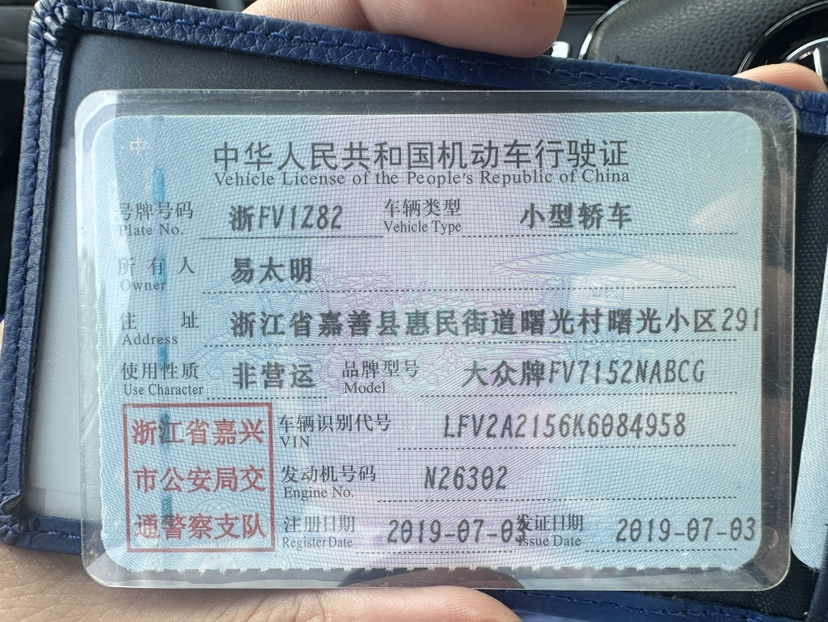 中华人民共和国机动车行驶证
Vehicle License of the People's Republic of China
号牌号码 浙FV1Z82 车辆类型 小型轿车
Plate No. Vehicle Type
所有人 易太明
Owner
住址 浙江省嘉善县惠民街道曙光村曙光小区291
Address
使用性质 非营运 品牌型号 大众牌FV7152NABCG
Use Character Model
车辆识别代号 LFV2A2156K6084958
VIN
发动机号码 N26302
Engine No.
注册日期 2019-07-03 发证日期 2019-07-03
Register Date Issue Date
浙江省嘉兴
市公安局交
通警察支队